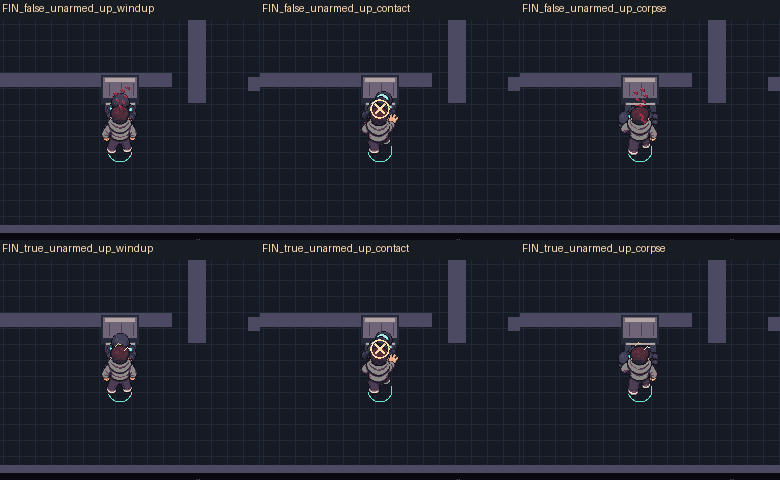 FIN_false_unarmed_up_windup
FIN_false_unarmed_up_contact
FIN_false_unarmed_up_corpse
FIN_true_unarmed_up_windup
FIN_true_unarmed_up_contact
FIN_true_unarmed_up_corpse